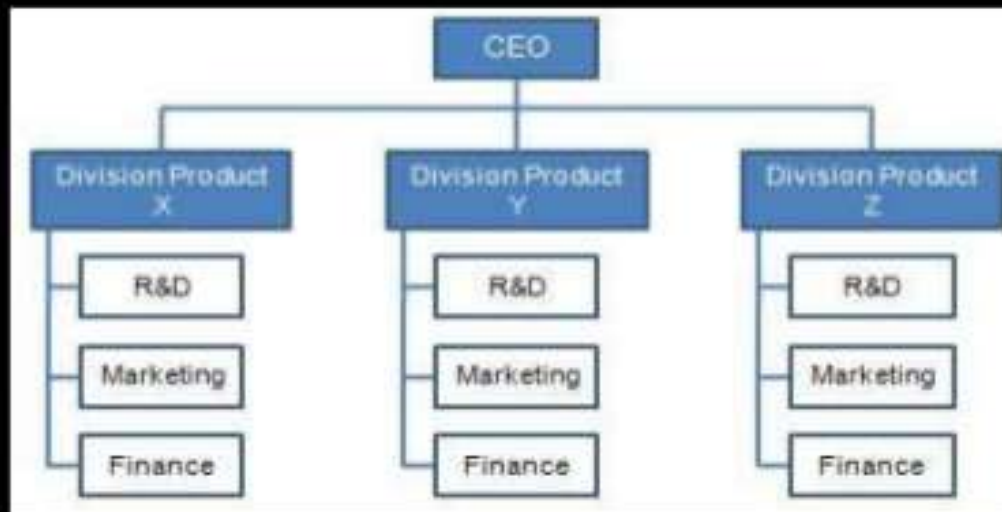 CEO
Division Product
X
Division Product
Y
Division Product
Z
R&D
Marketing
Finance
R&D
Marketing
Finance
R&D
Marketing
Finance